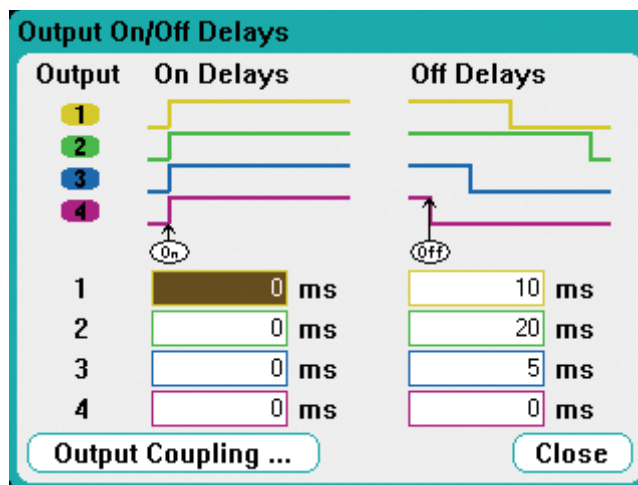 Output On/Off Delays
Output On Delays Off Delays
1
2
3
4
On Off
1 0 ms 10 ms
2 0 ms 20 ms
3 0 ms 5 ms
4 0 ms 0 ms
Output Coupling ... Close